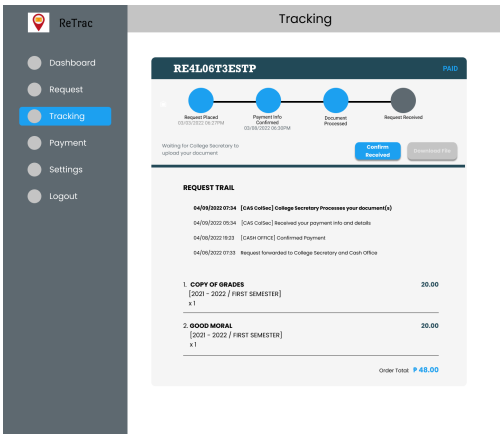 ReTrac
Tracking
Dashboard
Request
Tracking
Payment
Settings
Logout
RE4L06T3ESTP
PAID
Request Placed
03/03/2022 06:27PM
Payment Info
Confirmed
03/08/2022 06:30PM
Document
Processed
Request Received
Waiting for College Secretary to
upload your document
Confirm
Received
Download File
REQUEST TRAIL
04/09/2022 07:34 [CAS ColSec] College Secretary Processes your document(s)
04/09/2022 05:34 [CAS ColSec] Received your payment info and details
04/08/2022 19:23 [CASH OFFICE] Confirmed Payment
04/06/2022 07:33 Request forwarded to College Secretary and Cash Office
1. COPY OF GRADES 20.00
[2021 - 2022 / FIRST SEMESTER]
x 1
2. GOOD MORAL 20.00
[2021 - 2022 / FIRST SEMESTER]
x 1
Order Total: ₱ 48.00